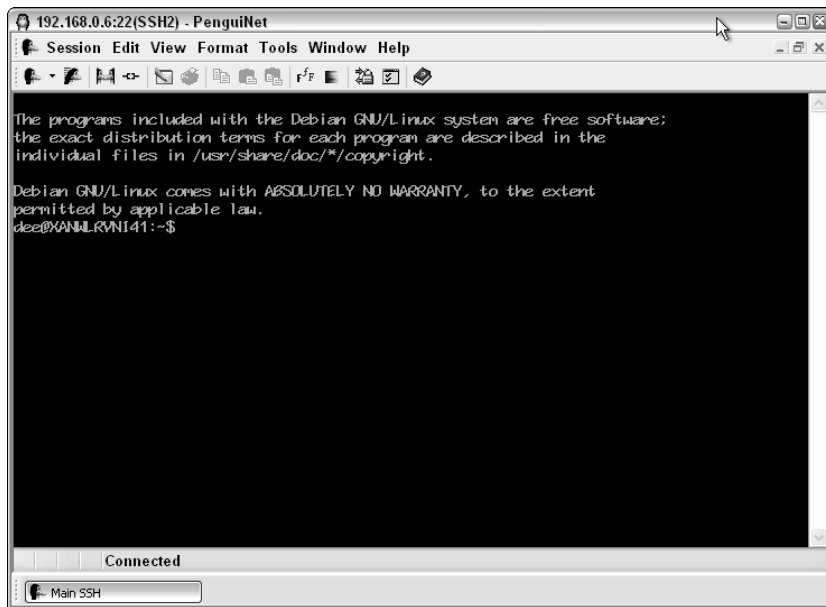 192.168.0.6:22(SSH2) - PenguiNet
Session Edit View Format Tools Window Help
The programs included with the Debian GNU/Linux system are free software;
the exact distribution terms for each program are described in the
individual files in /usr/share/doc/*/copyright.
Debian GNU/Linux comes with ABSOLUTELY NO WARRANTY, to the extent
permitted by applicable law.
dee@XANWLRVNI41:~$
Connected
Main SSH